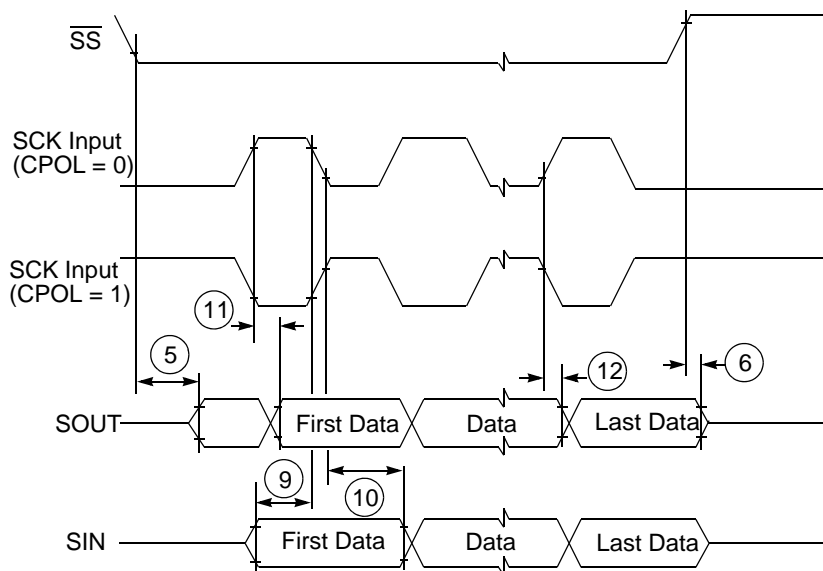 SS
SCK Input
(CPOL = 0)
SCK Input
(CPOL = 1)
11
5
12
6
SOUT
First Data
Data
Last Data
9
10
SIN
First Data
Data
Last Data